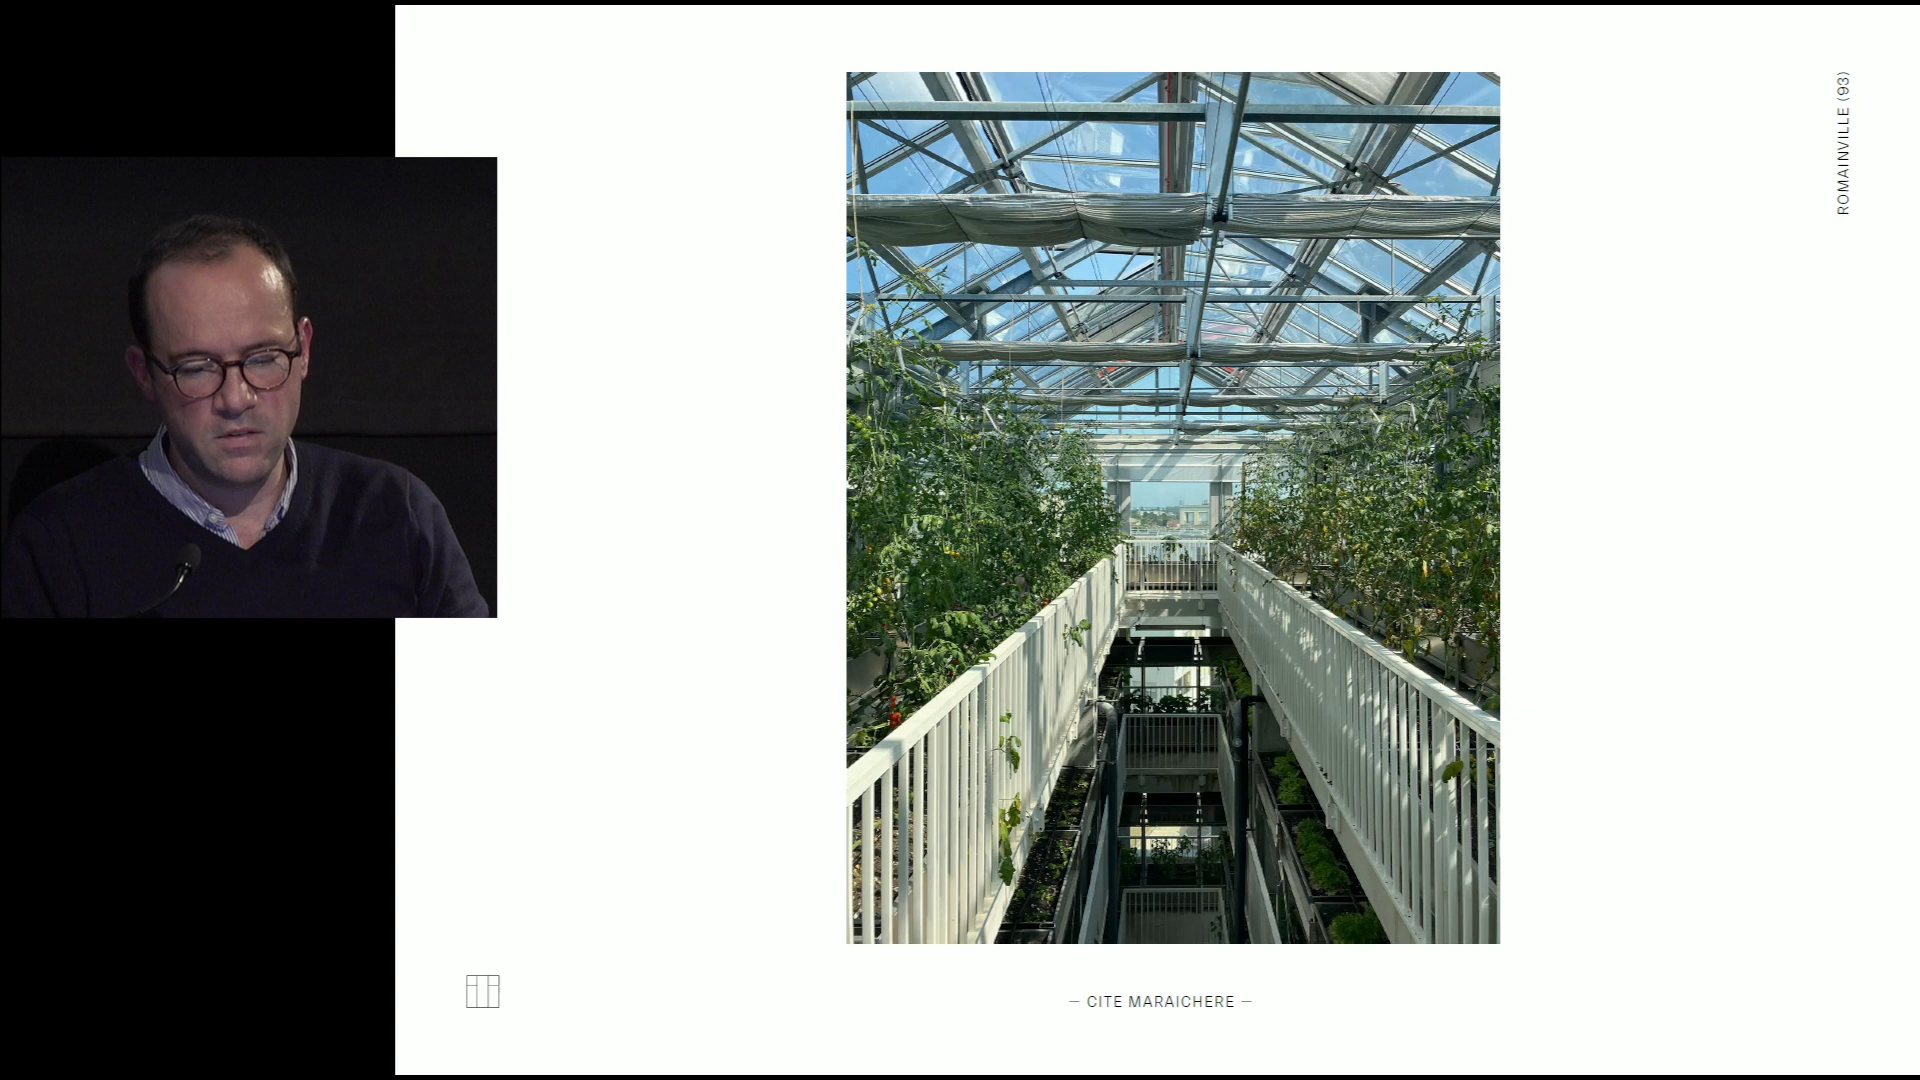 ROMAINVILLE (93)
— CITE MARAICHERE —